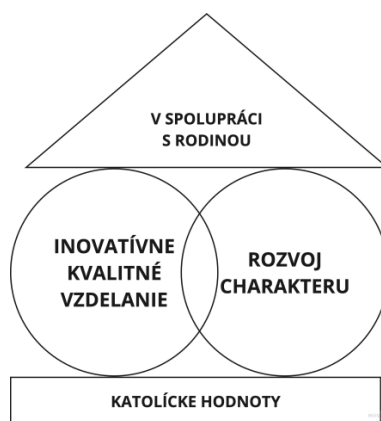 V SPOLUPRÁCI
S RODINOU
INOVATÍVNE
KVALITNÉ
VZDELANIE
ROZVOJ
CHARAKTERU
KATOLÍCKE HODNOTY